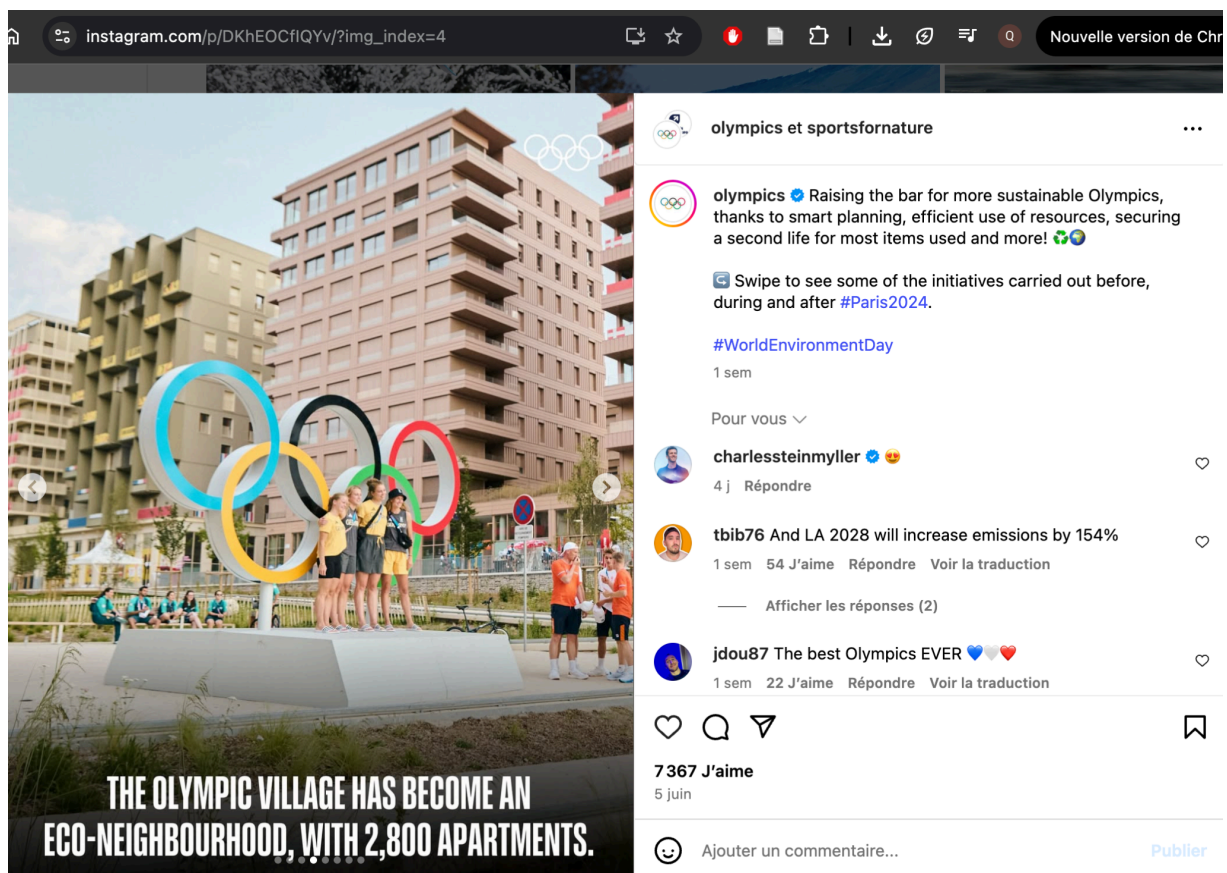 instagram.com/p/DKhEOCfIQYv/?img_index=4
Q
Nouvelle version de Chr
olympics et sportsfornature
olympics Raising the bar for more sustainable Olympics,
thanks to smart planning, efficient use of resources, securing
a second life for most items used and more! ♻️🌍
↪️ Swipe to see some of the initiatives carried out before,
during and after #Paris2024.
#WorldEnvironmentDay
1 sem
Pour vous
charlessteinmyller 😍
4 j Répondre
tbib76 And LA 2028 will increase emissions by 154%
1 sem 54 J’aime Répondre Voir la traduction
Afficher les réponses (2)
jdou87 The best Olympics EVER 💙🤍❤️
1 sem 22 J’aime Répondre Voir la traduction
7 367 J’aime
5 juin
Ajouter un commentaire...
Publier
THE OLYMPIC VILLAGE HAS BECOME AN
ECO-NEIGHBOURHOOD, WITH 2,800 APARTMENTS.